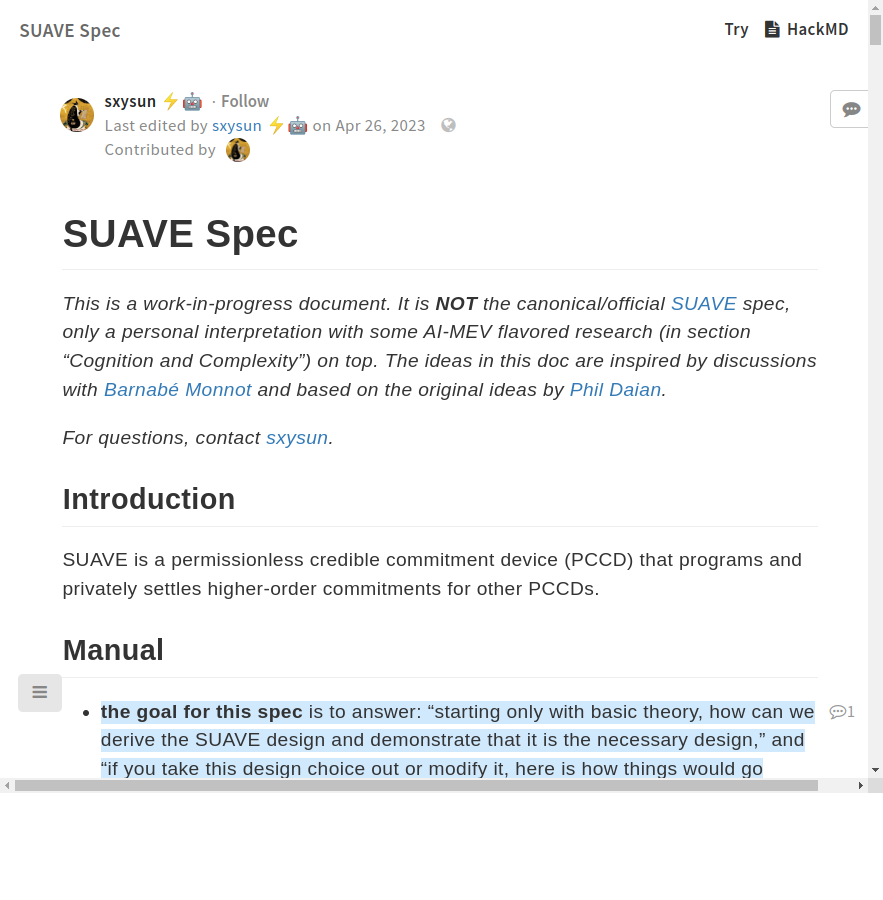 SUAVE Spec
Try HackMD
sxysun ⚡🤖 · Follow
Last edited by sxysun ⚡🤖 on Apr 26, 2023
Contributed by
SUAVE Spec
This is a work-in-progress document. It is NOT the canonical/official SUAVE spec,
only a personal interpretation with some AI-MEV flavored research (in section
“Cognition and Complexity”) on top. The ideas in this doc are inspired by discussions
with Barnabé Monnot and based on the original ideas by Phil Daian.
For questions, contact sxysun.
Introduction
SUAVE is a permissionless credible commitment device (PCCD) that programs and
privately settles higher-order commitments for other PCCDs.
Manual
• the goal for this spec is to answer: “starting only with basic theory, how can we
derive the SUAVE design and demonstrate that it is the necessary design,” and
“if you take this design choice out or modify it, here is how things would go
1